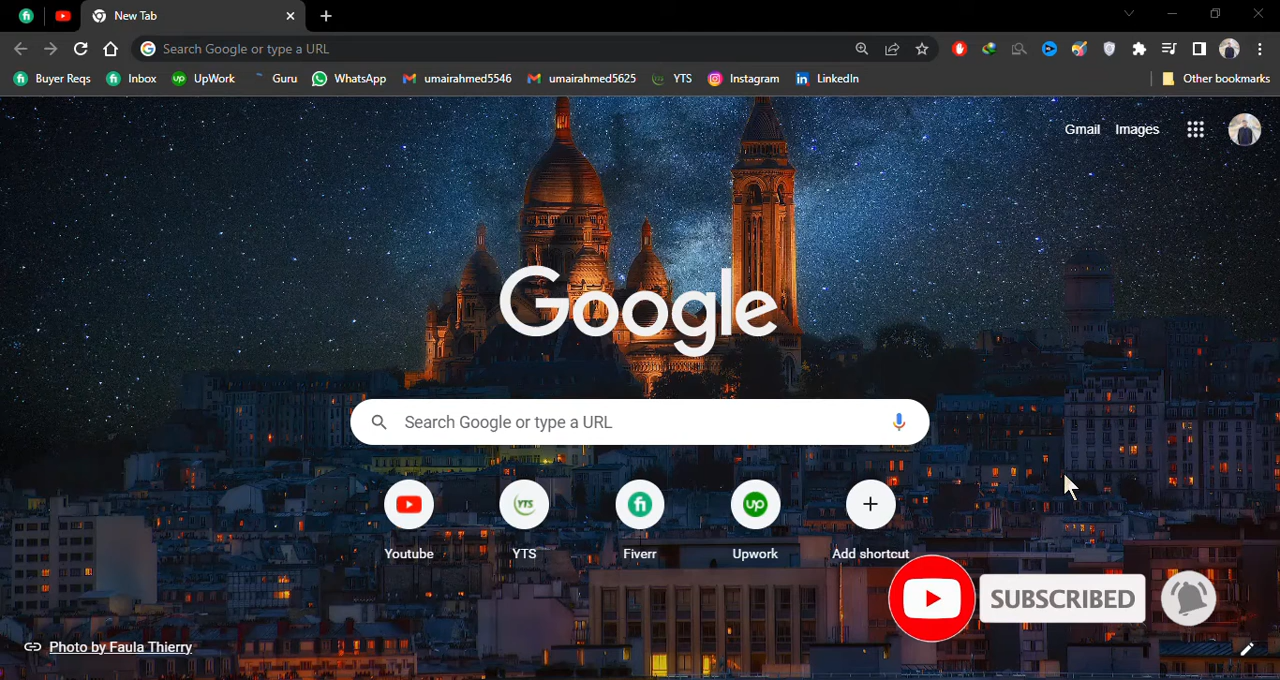 New Tab
Search Google or type a URL
Buyer Reqs Inbox UpWork Guru WhatsApp umairahmed5546 umairahmed5625 YTS Instagram LinkedIn Other bookmarks
Gmail Images
Google
Search Google or type a URL
Youtube YTS Fiverr Upwork Add shortcut
SUBSCRIBED
Photo by Faula Thierry